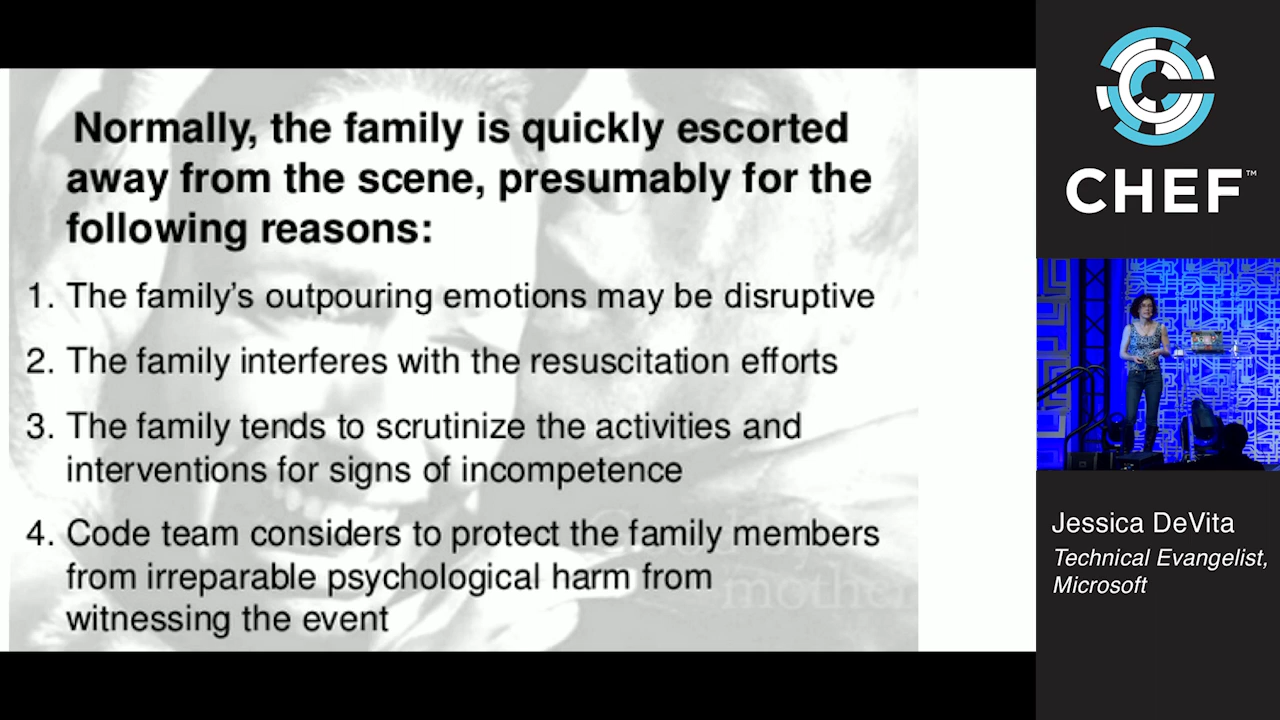 Normally, the family is quickly escorted
away from the scene, presumably for the
following reasons:
1. The family’s outpouring emotions may be disruptive
2. The family interferes with the resuscitation efforts
3. The family tends to scrutinize the activities and
interventions for signs of incompetence
4. Code team considers to protect the family members
from irreparable psychological harm from
witnessing the event
mother
CHEF™
Jessica DeVita
Technical Evangelist,
Microsoft